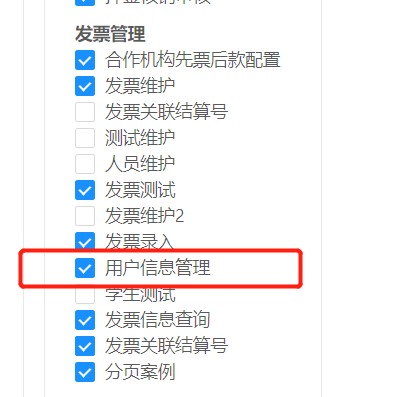 发票管理
合作机构先票后款配置
发票维护
发票关联结算号
测试维护
人员维护
发票测试
发票维护2
发票录入
用户信息管理
学生测试
发票信息查询
发票关联结算号
分页案例